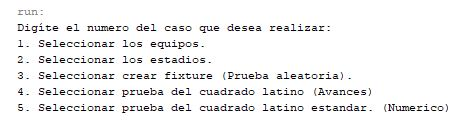 run:
Digite el numero del caso que desea realizar:
1. Seleccionar los equipos.
2. Seleccionar los estadios.
3. Seleccionar crear fixture (Prueba aleatoria).
4. Seleccionar prueba del cuadrado latino (Avances)
5. Seleccionar prueba del cuadrado latino estandar. (Numerico)